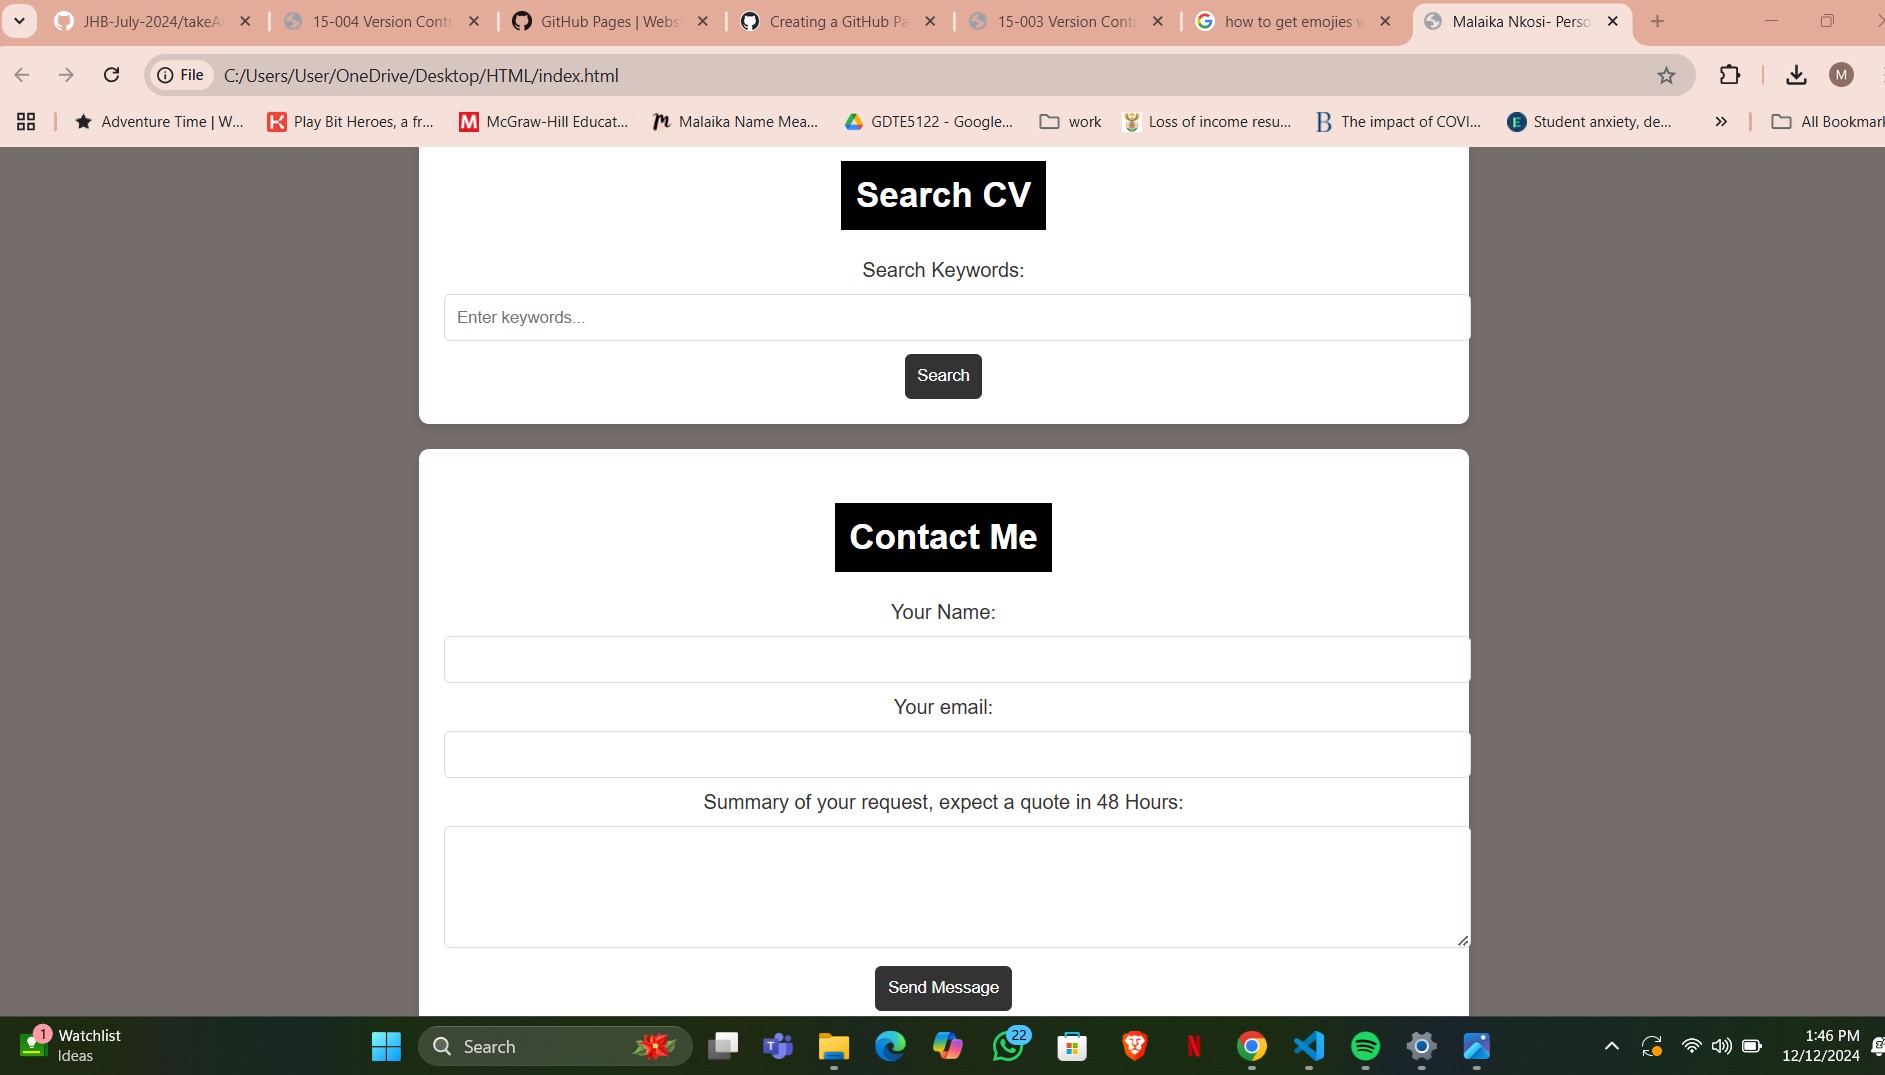 JHB-July-2024/takeA
15-004 Version Contr
GitHub Pages | Webs
Creating a GitHub Pa
15-003 Version Contr
how to get emojies w
Malaika Nkosi- Perso
File
C:/Users/User/OneDrive/Desktop/HTML/index.html
M
Adventure Time | W...
Play Bit Heroes, a fr...
McGraw-Hill Educat...
Malaika Name Mea...
GDTE5122 - Google...
work
Loss of income resu...
The impact of COVI...
Student anxiety, de...
All Bookmark
Search CV
Search Keywords:
Enter keywords...
Search
Contact Me
Your Name:
Your email:
Summary of your request, expect a quote in 48 Hours:
Send Message
1
Watchlist
Ideas
Search
22
1:46 PM
12/12/2024